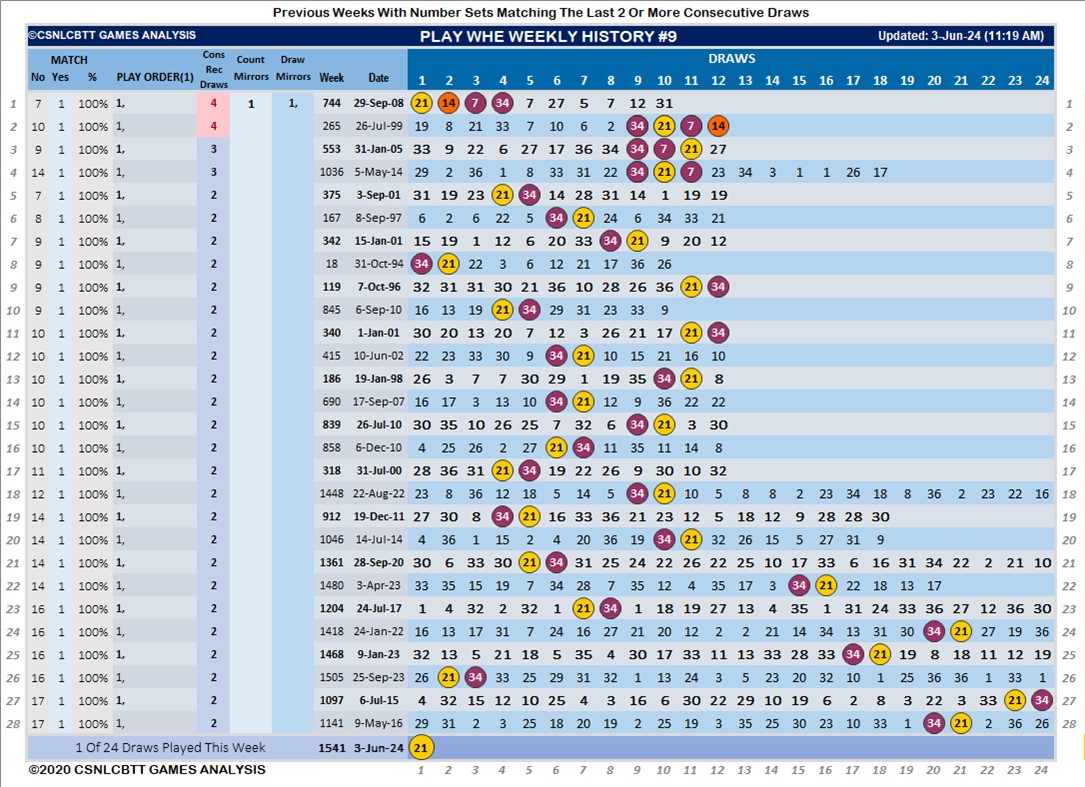 Previous Weeks With Number Sets Matching The Last 2 Or More Consecutive Draws
©CSNLCBTT GAMES ANALYSIS PLAY WHE WEEKLY HISTORY #9 Updated: 3-Jun-24 (11:19 AM)
MATCH Cons Rec Draws Count Mirrors Draw Mirrors DRAWS
No Yes % PLAY ORDER(1) Week Date 1 2 3 4 5 6 7 8 9 10 11 12 13 14 15 16 17 18 19 20 21 22 23 24
1 7 1 100% 1, 4 1 1, 744 29-Sep-08 21 14 7 34 7 27 5 7 12 31 1
2 10 1 100% 1, 4 265 26-Jul-99 19 8 21 33 7 10 6 2 34 21 7 14 2
3 9 1 100% 1, 3 553 31-Jan-05 33 9 22 6 27 17 36 34 34 7 21 27 3
4 14 1 100% 1, 3 1036 5-May-14 29 2 36 1 8 33 31 22 34 21 7 23 34 3 1 1 26 17 4
5 7 1 100% 1, 2 375 3-Sep-01 31 19 23 21 34 14 28 31 14 1 19 19 5
6 8 1 100% 1, 2 167 8-Sep-97 6 2 6 22 5 34 21 24 6 34 33 21 6
7 9 1 100% 1, 2 342 15-Jan-01 15 19 1 12 6 20 33 34 21 9 20 12 7
8 9 1 100% 1, 2 18 31-Oct-94 34 21 22 3 6 12 21 17 36 26 8
9 9 1 100% 1, 2 119 7-Oct-96 32 31 31 30 21 36 10 28 26 36 21 34 9
10 9 1 100% 1, 2 845 6-Sep-10 16 13 19 21 34 29 31 23 33 9 10
11 10 1 100% 1, 2 340 1-Jan-01 30 20 13 20 7 12 3 26 21 17 21 34 11
12 10 1 100% 1, 2 415 10-Jun-02 22 23 33 30 9 34 21 10 15 21 16 10 12
13 10 1 100% 1, 2 186 19-Jan-98 26 3 7 7 30 29 1 19 35 34 21 8 13
14 10 1 100% 1, 2 690 17-Sep-07 16 17 3 13 10 34 21 12 9 36 22 22 14
15 10 1 100% 1, 2 839 26-Jul-10 30 35 10 26 25 7 32 6 34 21 3 30 15
16 10 1 100% 1, 2 858 6-Dec-10 4 25 26 2 27 21 34 11 35 11 14 8 16
17 11 1 100% 1, 2 318 31-Jul-00 28 36 31 21 34 19 22 26 9 30 10 32 17
18 12 1 100% 1, 2 1448 22-Aug-22 23 8 36 12 18 5 14 5 34 21 10 5 8 8 2 23 34 18 8 36 2 23 22 16 18
19 14 1 100% 1, 2 912 19-Dec-11 27 30 8 34 21 16 33 36 21 23 12 5 18 12 9 28 28 30 19
20 14 1 100% 1, 2 1046 14-Jul-14 4 36 1 15 2 4 20 36 19 34 21 32 26 15 5 27 31 9 20
21 14 1 100% 1, 2 1361 28-Sep-20 30 6 33 30 21 34 31 25 24 22 26 22 25 10 17 33 6 16 31 34 22 2 21 10 21
22 14 1 100% 1, 2 1480 3-Apr-23 33 35 15 19 7 34 28 7 35 12 4 35 17 3 34 21 22 18 13 17 22
23 16 1 100% 1, 2 1204 24-Jul-17 1 4 32 2 32 1 21 34 1 18 19 27 13 4 35 1 31 24 33 36 27 12 36 30 23
24 16 1 100% 1, 2 1418 24-Jan-22 16 13 17 31 7 24 16 27 21 20 12 2 2 21 14 34 13 31 30 34 21 27 19 36 24
25 16 1 100% 1, 2 1468 9-Jan-23 32 13 5 21 18 5 35 4 30 17 33 11 13 33 28 33 34 21 19 8 18 11 12 19 25
26 16 1 100% 1, 2 1505 25-Sep-23 26 21 34 33 25 29 31 32 1 13 24 3 5 23 20 32 10 1 25 36 36 1 33 1 26
27 17 1 100% 1, 2 1097 6-Jul-15 4 32 15 12 10 25 4 3 16 6 30 22 29 10 19 6 2 8 3 22 3 33 21 34 27
28 17 1 100% 1, 2 1141 9-May-16 29 31 2 3 25 18 20 19 2 25 19 3 35 25 30 23 10 33 1 34 21 2 36 26 28
1 Of 24 Draws Played This Week 1541 3-Jun-24 21
©2020 CSNLCBTT GAMES ANALYSIS 1 2 3 4 5 6 7 8 9 10 11 12 13 14 15 16 17 18 19 20 21 22 23 24